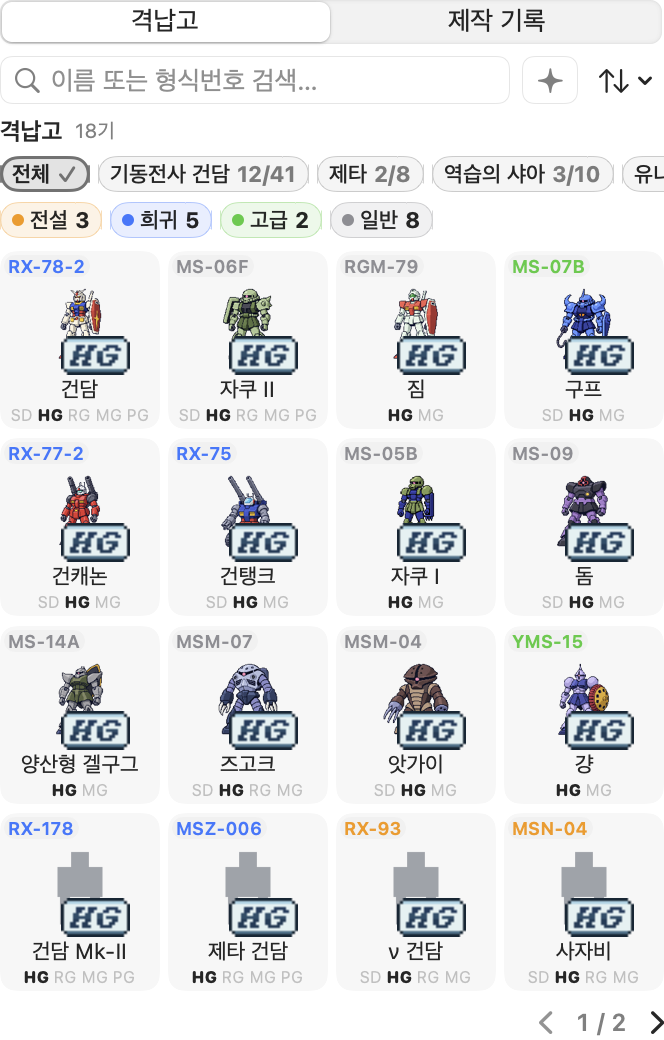 격납고 제작 기록
이름 또는 형식번호 검색...
격납고 18기
전체 기동전사 건담 12/41 제타 2/8 역습의 샤아 3/10 유니
전설 3 희귀 5 고급 2 일반 8
RX-78-2 MS-06F RGM-79 MS-07B
HG HG HG HG
건담 자쿠 II 짐 구프
SD HG RG MG PG SD HG RG MG PG HG MG SD HG MG
RX-77-2 RX-75 MS-05B MS-09
HG HG HG HG
건캐논 건탱크 자쿠 I 돔
SD HG MG SD HG MG HG MG SD HG MG
MS-14A MSM-07 MSM-04 YMS-15
HG HG HG HG
양산형 겔구그 즈고크 앗가이 걍
HG MG SD HG RG MG SD HG MG HG MG
RX-178 MSZ-006 RX-93 MSN-04
HG HG HG HG
건담 Mk-II 제타 건담 ν 건담 사자비
HG RG MG PG HG RG MG PG SD HG RG MG SD HG RG MG
1 / 2